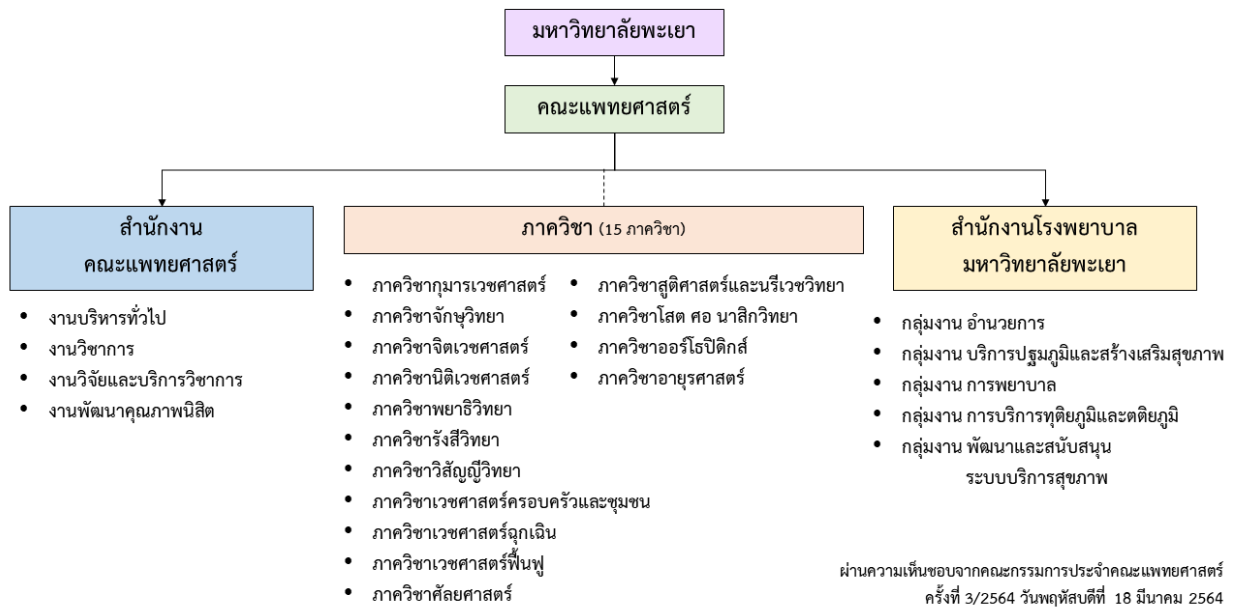 มหาวิทยาลัยพะเยา
คณะแพทยศาสตร์
สำนักงาน
คณะแพทยศาสตร์
• งานบริหารทั่วไป
• งานวิชาการ
• งานวิจัยและบริการวิชาการ
• งานพัฒนาคุณภาพนิสิต
ภาควิชา (15 ภาควิชา)
• ภาควิชากุมารเวชศาสตร์
• ภาควิชาจักษุวิทยา
• ภาควิชาจิตเวชศาสตร์
• ภาควิชานิติเวชศาสตร์
• ภาควิชาพยาธิวิทยา
• ภาควิชารังสีวิทยา
• ภาควิชาวิสัญญีวิทยา
• ภาควิชาเวชศาสตร์ครอบครัวและชุมชน
• ภาควิชาเวชศาสตร์ฉุกเฉิน
• ภาควิชาเวชศาสตร์ฟื้นฟู
• ภาควิชาศัลยศาสตร์
• ภาควิชาสูติศาสตร์และนรีเวชวิทยา
• ภาควิชาโสต ศอ นาสิกวิทยา
• ภาควิชาออร์โธปิดิกส์
• ภาควิชาอายุรศาสตร์
สำนักงานโรงพยาบาล
มหาวิทยาลัยพะเยา
• กลุ่มงาน อำนวยการ
• กลุ่มงาน บริการปฐมภูมิและสร้างเสริมสุขภาพ
• กลุ่มงาน การพยาบาล
• กลุ่มงาน การบริการทุติยภูมิและตติยภูมิ
• กลุ่มงาน พัฒนาและสนับสนุน
ระบบบริการสุขภาพ
ผ่านความเห็นชอบจากคณะกรรมการประจำคณะแพทยศาสตร์
ครั้งที่ 3/2564 วันพฤหัสบดีที่ 18 มีนาคม 2564